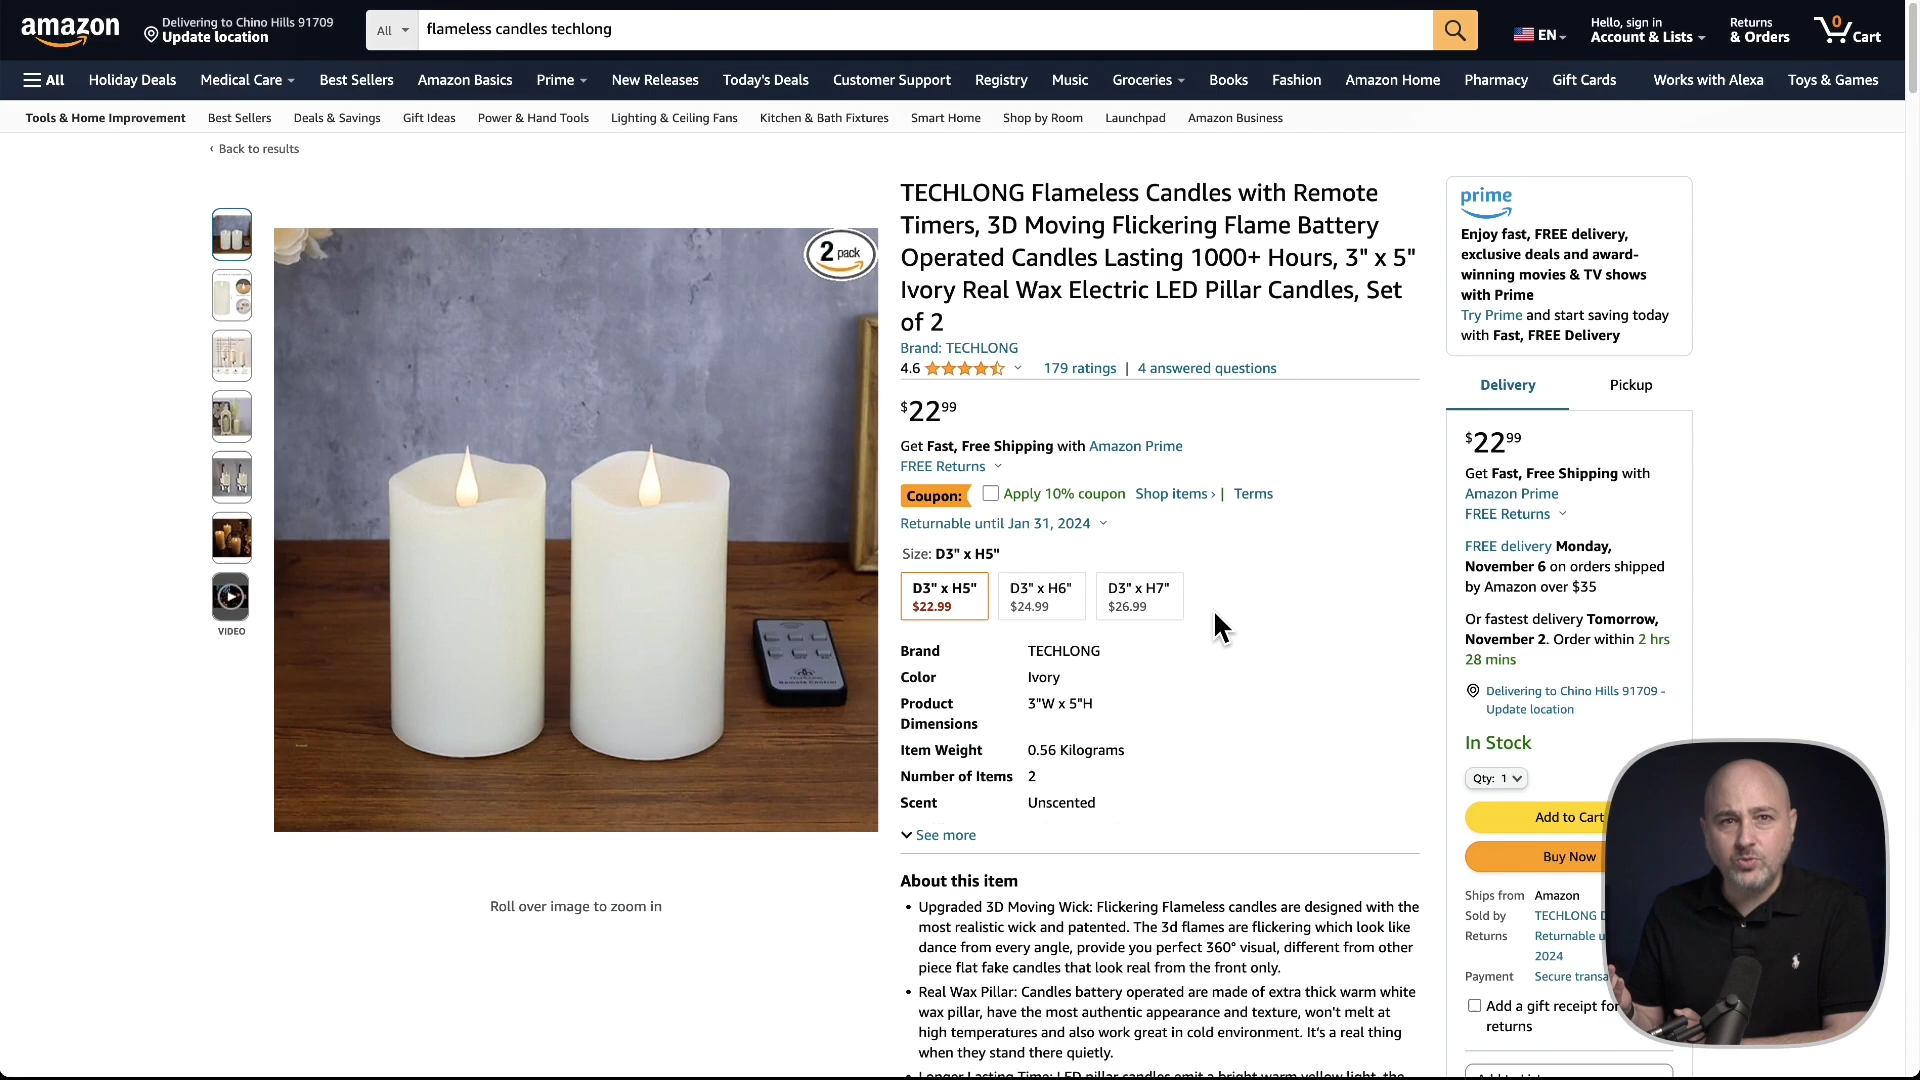 amazon
Delivering to Chino Hills 91709
Update location
All
flameless candles techlong
EN
Hello, sign in
Account & Lists
Returns
& Orders
0
Cart
All
Holiday Deals
Medical Care
Best Sellers
Amazon Basics
Prime
New Releases
Today's Deals
Customer Support
Registry
Music
Groceries
Books
Fashion
Amazon Home
Pharmacy
Gift Cards
Works with Alexa
Toys & Games
Tools & Home Improvement
Best Sellers
Deals & Savings
Gift Ideas
Power & Hand Tools
Lighting & Ceiling Fans
Kitchen & Bath Fixtures
Smart Home
Shop by Room
Launchpad
Amazon Business
‹ Back to results
VIDEO
2 pack
Roll over image to zoom in
TECHLONG Flameless Candles with Remote
Timers, 3D Moving Flickering Flame Battery
Operated Candles Lasting 1000+ Hours, 3" x 5"
Ivory Real Wax Electric LED Pillar Candles, Set
of 2
Brand: TECHLONG
4.6
179 ratings | 4 answered questions
$22.99
Get Fast, Free Shipping with Amazon Prime
FREE Returns
Coupon: Apply 10% coupon Shop items › | Terms
Returnable until Jan 31, 2024
Size: D3" x H5"
D3" x H5"
$22.99
D3" x H6"
$24.99
D3" x H7"
$26.99
Brand TECHLONG
Color Ivory
Product Dimensions 3"W x 5"H
Item Weight 0.56 Kilograms
Number of Items 2
Scent Unscented
See more
About this item
• Upgraded 3D Moving Wick: Flickering Flameless candles are designed with the
most realistic wick and patented. The 3d flames are flickering which look like
dance from every angle, provide you perfect 360° visual, different from other
piece flat fake candles that look real from the front only.
• Real Wax Pillar: Candles battery operated are made of extra thick warm white
wax pillar, have the most authentic appearance and texture, won't melt at
high temperatures and also work great in cold environment. It's a real thing
when they stand there quietly.
• Longer Lasting Time: LED pillar candles emit a bright warm yellow light, the
prime
Enjoy fast, FREE delivery,
exclusive deals and award-
winning movies & TV shows
with Prime
Try Prime and start saving today
with Fast, FREE Delivery
Delivery
Pickup
$22.99
Get Fast, Free Shipping with
Amazon Prime
FREE Returns
FREE delivery Monday,
November 6 on orders shipped
by Amazon over $35
Or fastest delivery Tomorrow,
November 2. Order within 2 hrs
28 mins
Delivering to Chino Hills 91709 -
Update location
In Stock
Qty: 1
Add to Cart
Buy Now
Ships from Amazon
Sold by TECHLONG
Returns Returnable
2024
Payment Secure
Add a gift receipt for
returns